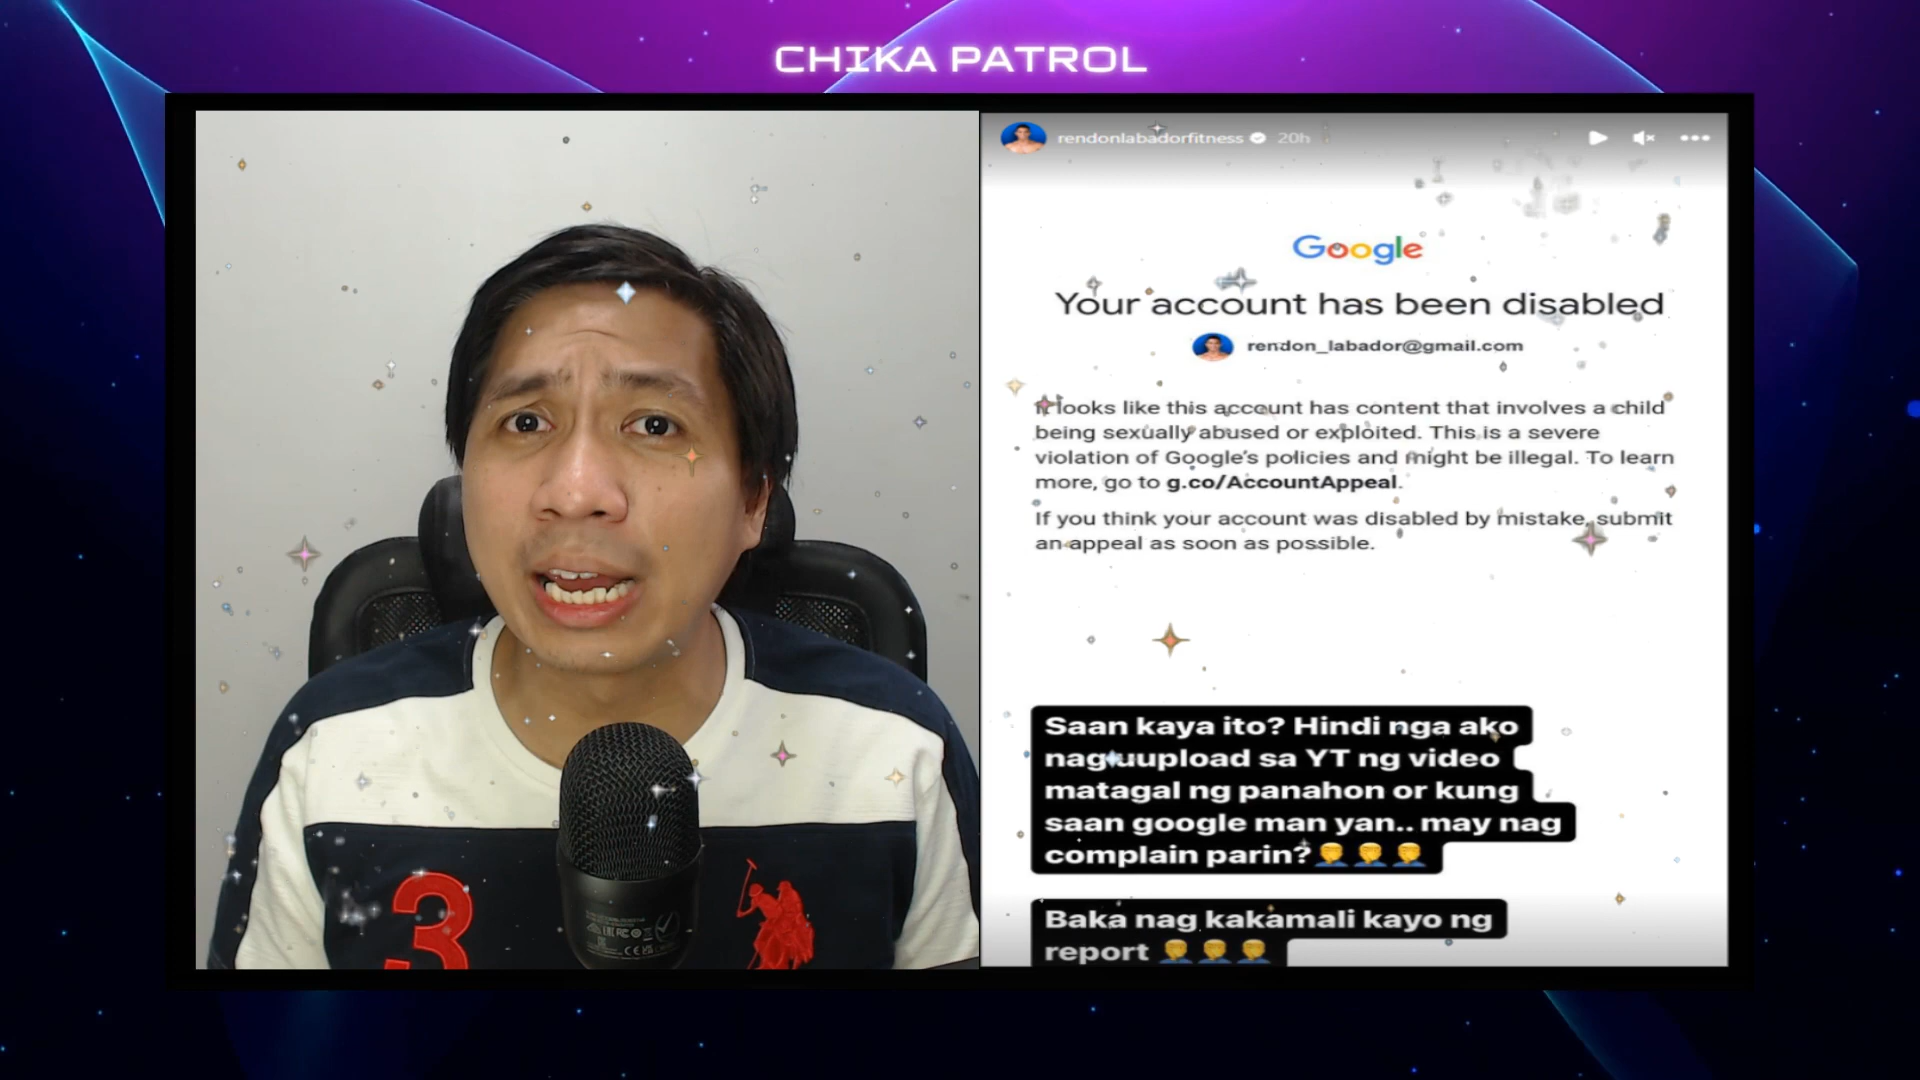 CHIKA PATROL
rendonlabadorfitness 20h
Google
Your account has been disabled
rendon_labador@gmail.com
It looks like this account has content that involves a child
being sexually abused or exploited. This is a severe
violation of Google's policies and might be illegal. To learn
more, go to g.co/AccountAppeal.
If you think your account was disabled by mistake, submit
an appeal as soon as possible.
Saan kaya ito? Hindi nga ako
naguupload sa YT ng video
matagal ng panahon or kung
saan google man yan.. may nag
complain parin?🤦‍♂️🤦‍♂️🤦‍♂️
Baka nag kakamali kayo ng
report 🤦‍♂️🤦‍♂️🤦‍♂️
3